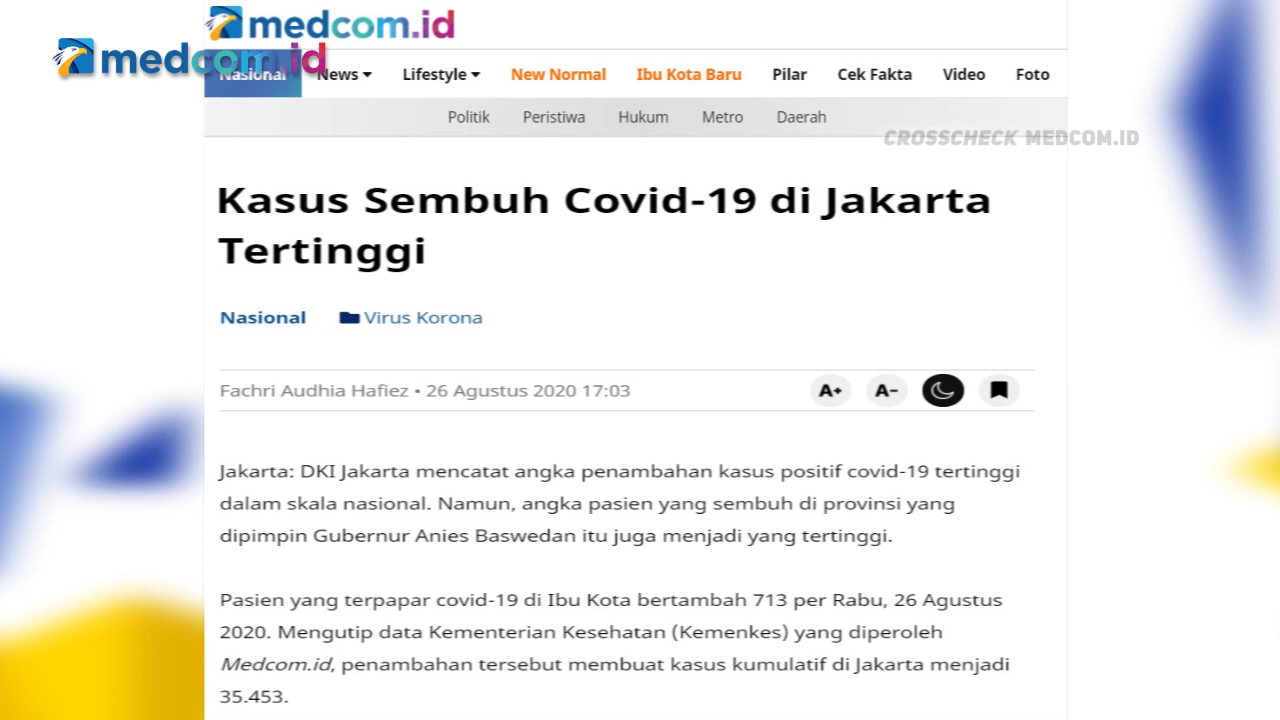 medcom.id
medcom.id
Nasional News Lifestyle New Normal Ibu Kota Baru Pilar Cek Fakta Video Foto
Politik Peristiwa Hukum Metro Daerah
CROSSCHECK MEDCOM.ID
Kasus Sembuh Covid-19 di Jakarta
Tertinggi
Nasional Virus Korona
Fachri Audhia Hafiez • 26 Agustus 2020 17:03
A+ A-
Jakarta: DKI Jakarta mencatat angka penambahan kasus positif covid-19 tertinggi
dalam skala nasional. Namun, angka pasien yang sembuh di provinsi yang
dipimpin Gubernur Anies Baswedan itu juga menjadi yang tertinggi.
Pasien yang terpapar covid-19 di Ibu Kota bertambah 713 per Rabu, 26 Agustus
2020. Mengutip data Kementerian Kesehatan (Kemenkes) yang diperoleh
Medcom.id, penambahan tersebut membuat kasus kumulatif di Jakarta menjadi
35.453.